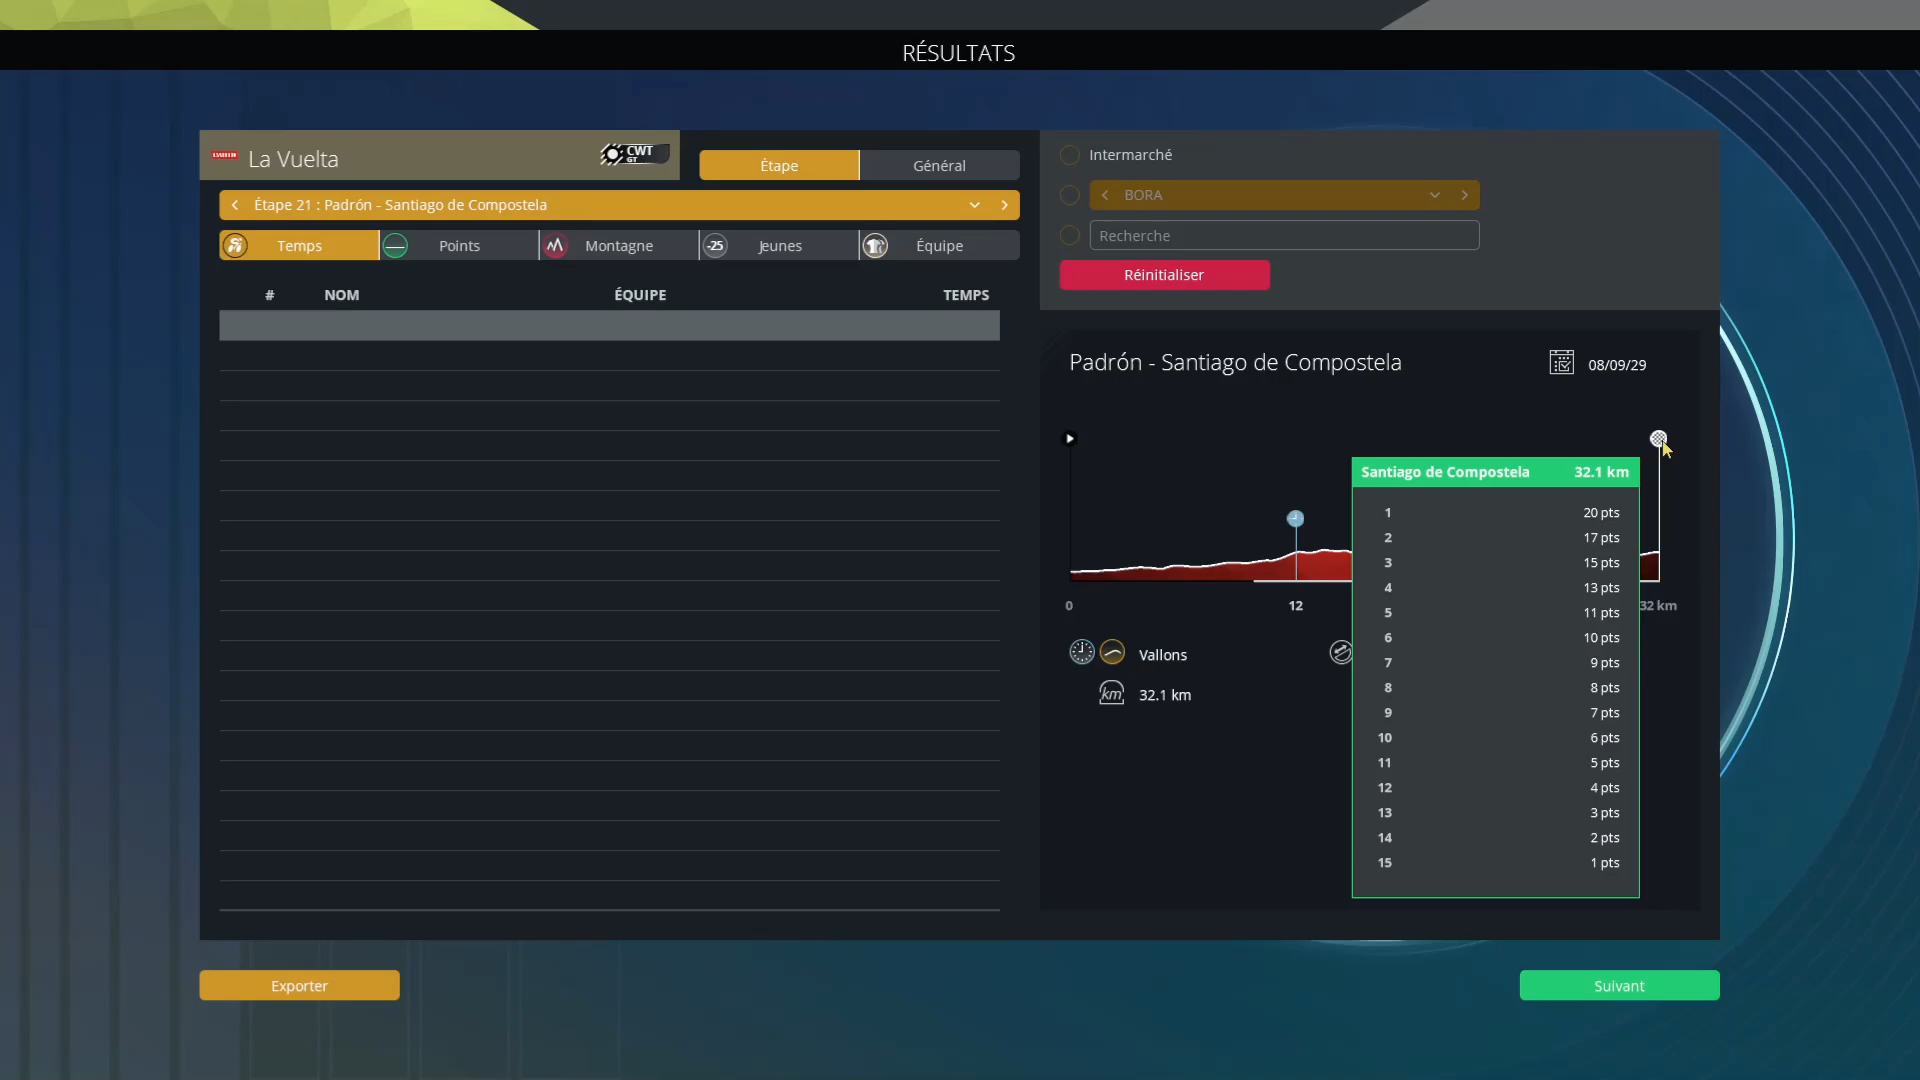 RÉSULTATS
La Vuelta
CWT
GT
Étape
Général
Étape 21 : Padrón - Santiago de Compostela
Temps
Points
Montagne
-25
Jeunes
Équipe
# NOM ÉQUIPE TEMPS
Intermarché
BORA
Recherche
Réinitialiser
Padrón - Santiago de Compostela
08/09/29
Santiago de Compostela 32.1 km
1 20 pts
2 17 pts
3 15 pts
4 13 pts
5 11 pts
6 10 pts
7 9 pts
8 8 pts
9 7 pts
10 6 pts
11 5 pts
12 4 pts
13 3 pts
14 2 pts
15 1 pts
0 12 32 km
Vallons
km 32.1 km
Exporter
Suivant